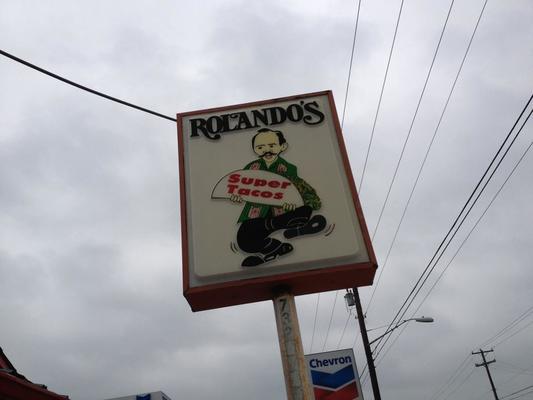 ROLANDO'S
Super
Tacos
Chevron